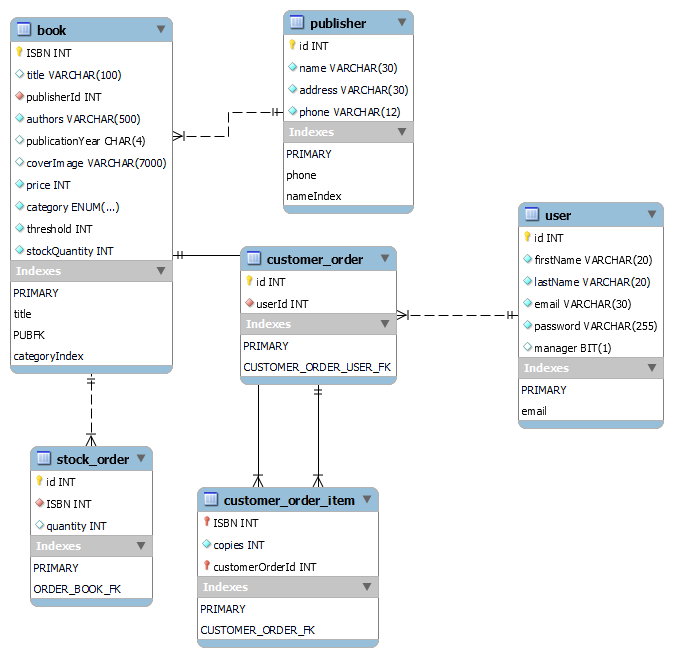 book
ISBN INT
title VARCHAR(100)
publisherId INT
authors VARCHAR(500)
publicationYear CHAR(4)
coverImage VARCHAR(7000)
price INT
category ENUM(...)
threshold INT
stockQuantity INT
Indexes
PRIMARY
title
PUBFK
categoryIndex
publisher
id INT
name VARCHAR(30)
address VARCHAR(30)
phone VARCHAR(12)
Indexes
PRIMARY
phone
nameIndex
user
id INT
firstName VARCHAR(20)
lastName VARCHAR(20)
email VARCHAR(30)
password VARCHAR(255)
manager BIT(1)
Indexes
PRIMARY
email
customer_order
id INT
userId INT
Indexes
PRIMARY
CUSTOMER_ORDER_USER_FK
stock_order
id INT
ISBN INT
quantity INT
Indexes
PRIMARY
ORDER_BOOK_FK
customer_order_item
ISBN INT
copies INT
customerOrderId INT
Indexes
PRIMARY
CUSTOMER_ORDER_FK